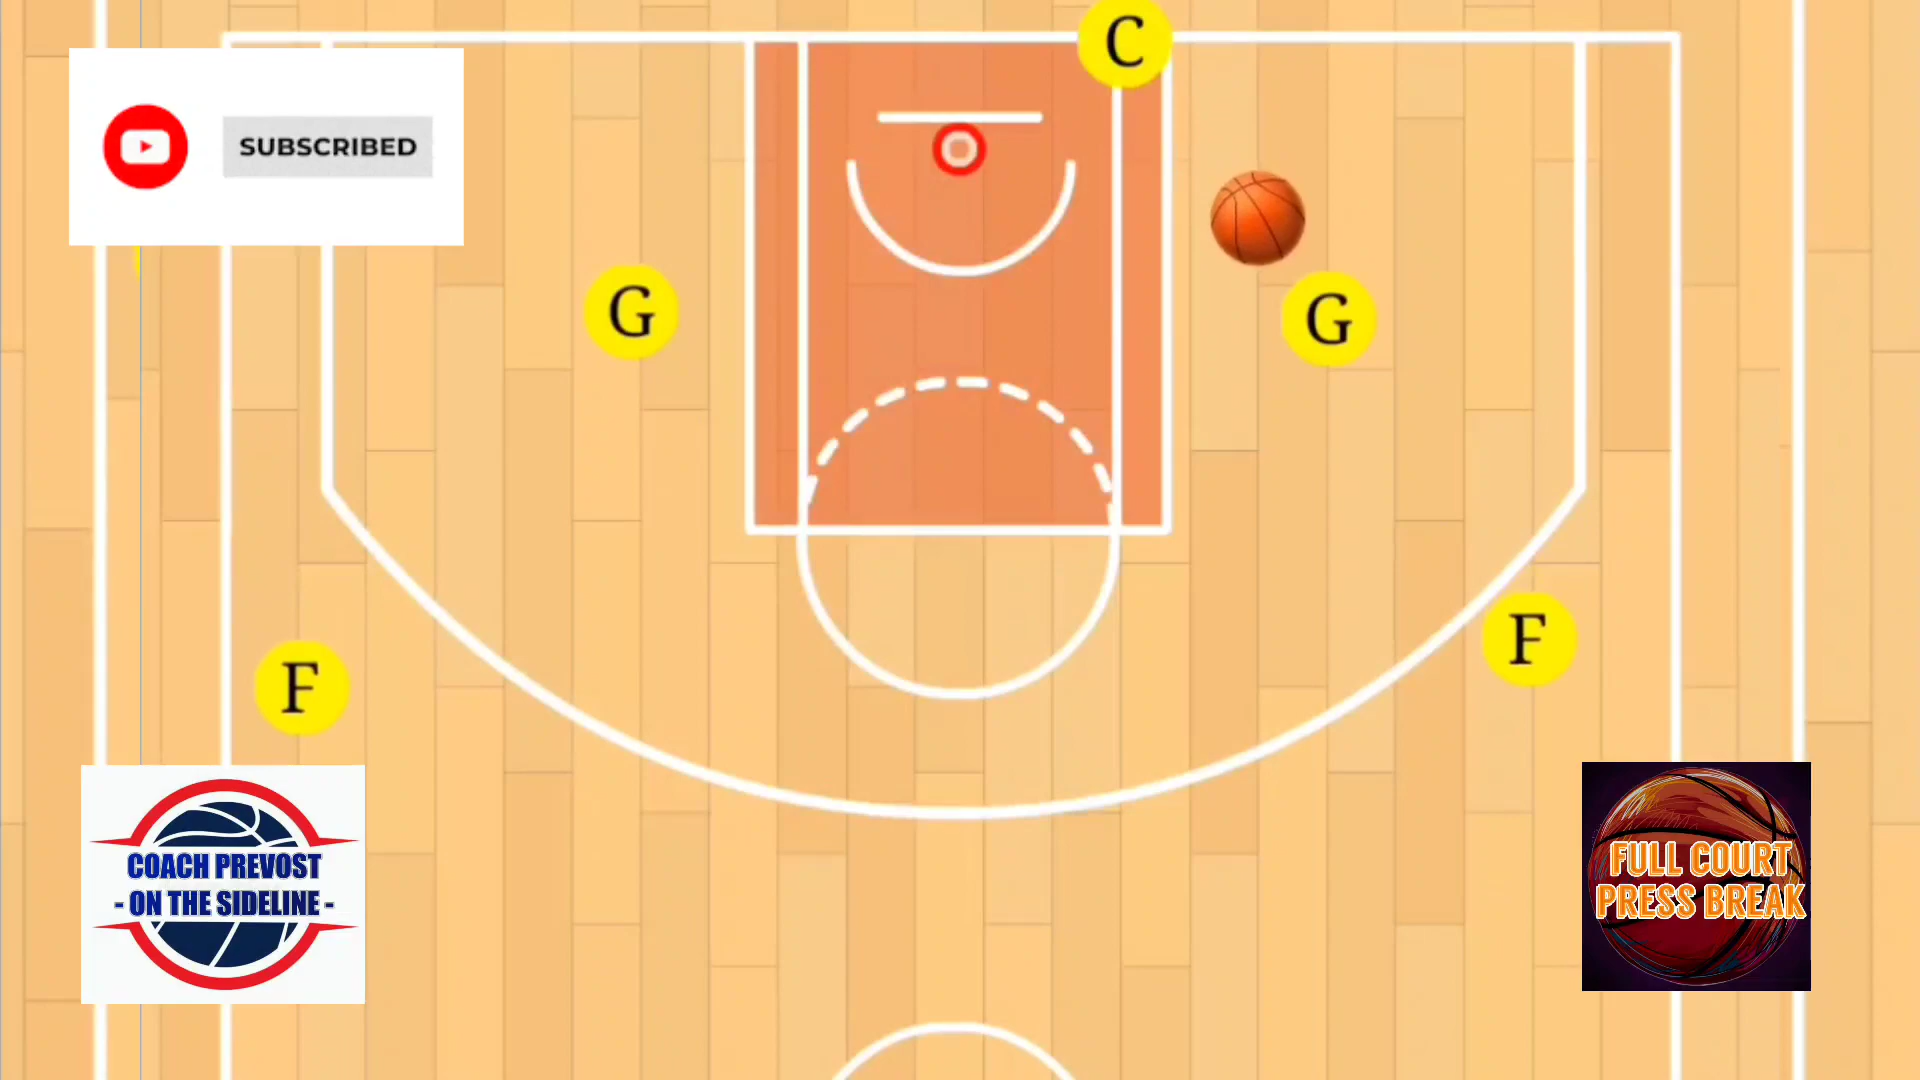 C
SUBSCRIBED
G
G
F
F
COACH PREVOST
- ON THE SIDELINE -
FULL COURT
PRESS BREAK